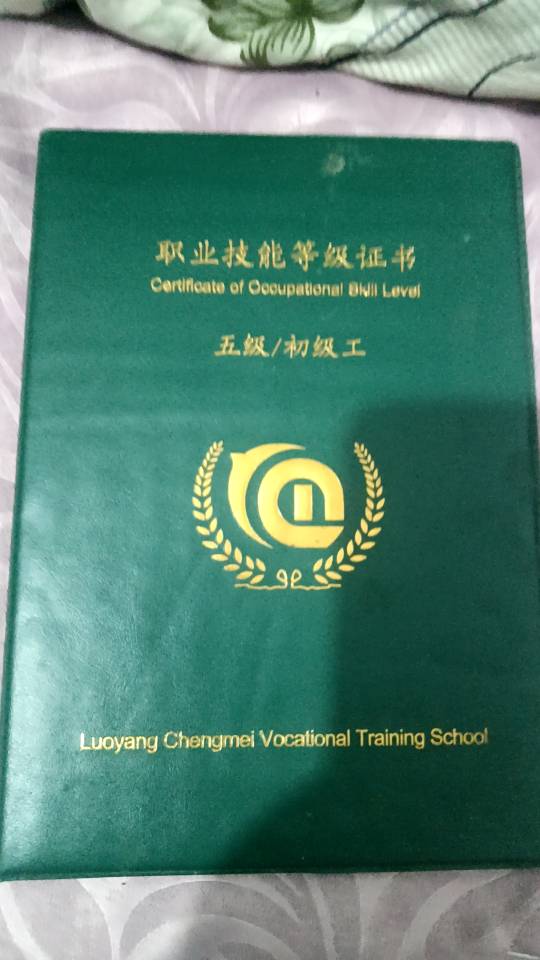 职业技能等级证书
Certificate of Occupational Skill Level
五级/初级工
Luoyang Chengmei Vocational Training School